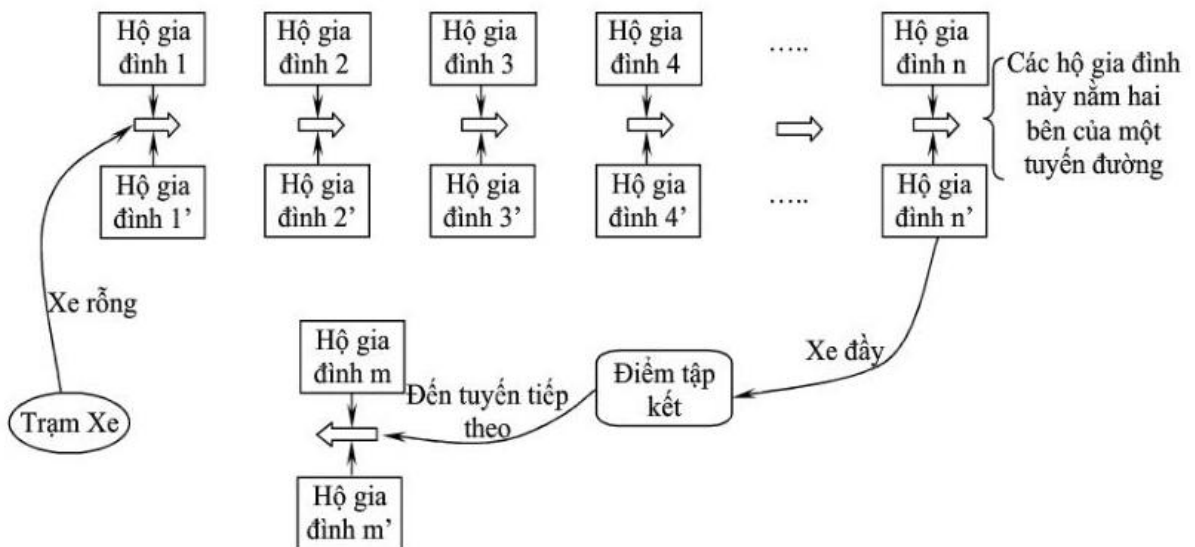 Hộ gia
đình 1
Hộ gia
đình 2
Hộ gia
đình 3
Hộ gia
đình 4
.....
Hộ gia
đình n
Các hộ gia đình
này nằm hai
bên của một
tuyến đường
Hộ gia
đình 1’
Hộ gia
đình 2’
Hộ gia
đình 3’
Hộ gia
đình 4’
.....
Hộ gia
đình n’
Xe rỗng
Trạm Xe
Hộ gia
đình m
Đến tuyến tiếp
theo
Điểm tập
kết
Xe đầy
Hộ gia
đình m’